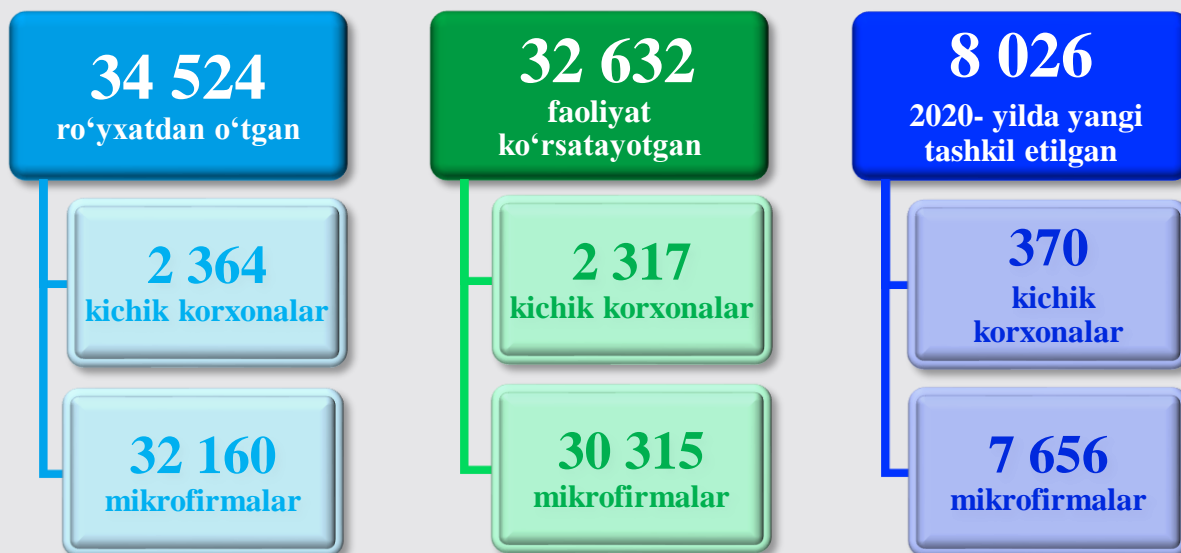 34 524
ro‘yxatdan o‘tgan
2 364
kichik korxonalar
32 160
mikrofirmalar
32 632
faoliyat
ko‘rsatayotgan
2 317
kichik korxonalar
30 315
mikrofirmalar
8 026
2020- yilda yangi
tashkil etilgan
370
kichik
korxonalar
7 656
mikrofirmalar